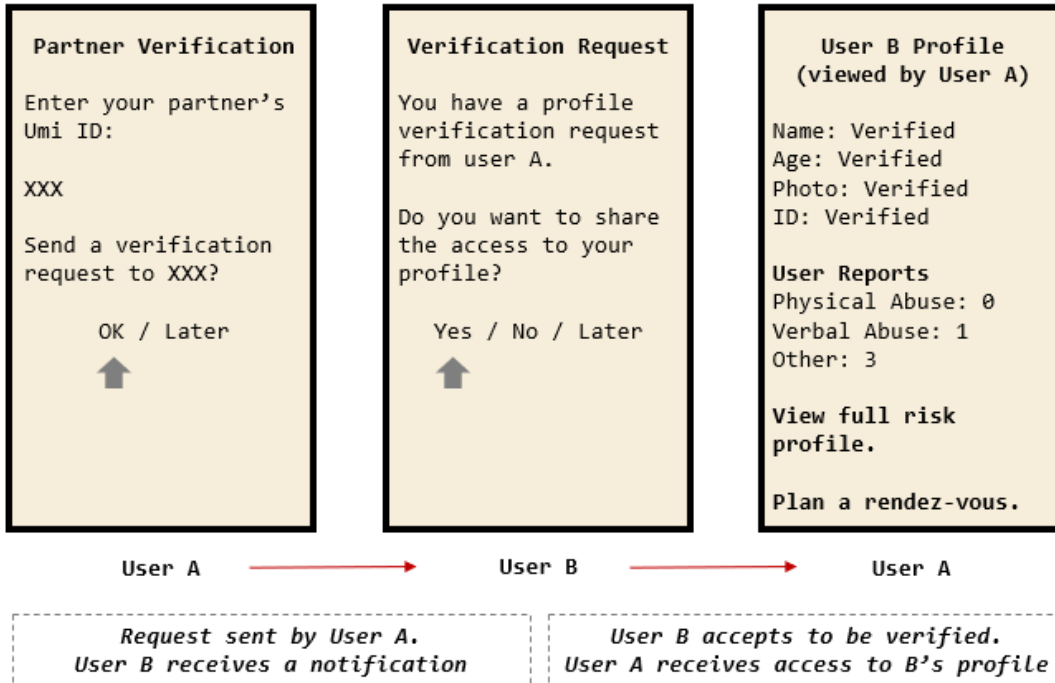 Partner Verification
Enter your partner’s
Umi ID:
XXX
Send a verification
request to XXX?
OK / Later
Verification Request
You have a profile
verification request
from user A.
Do you want to share
the access to your
profile?
Yes / No / Later
User B Profile
(viewed by User A)
Name: Verified
Age: Verified
Photo: Verified
ID: Verified
User Reports
Physical Abuse: 0
Verbal Abuse: 1
Other: 3
View full risk
profile.
Plan a rendez-vous.
User A
User B
User A
Request sent by User A.
User B receives a notification
User B accepts to be verified.
User A receives access to B’s profile